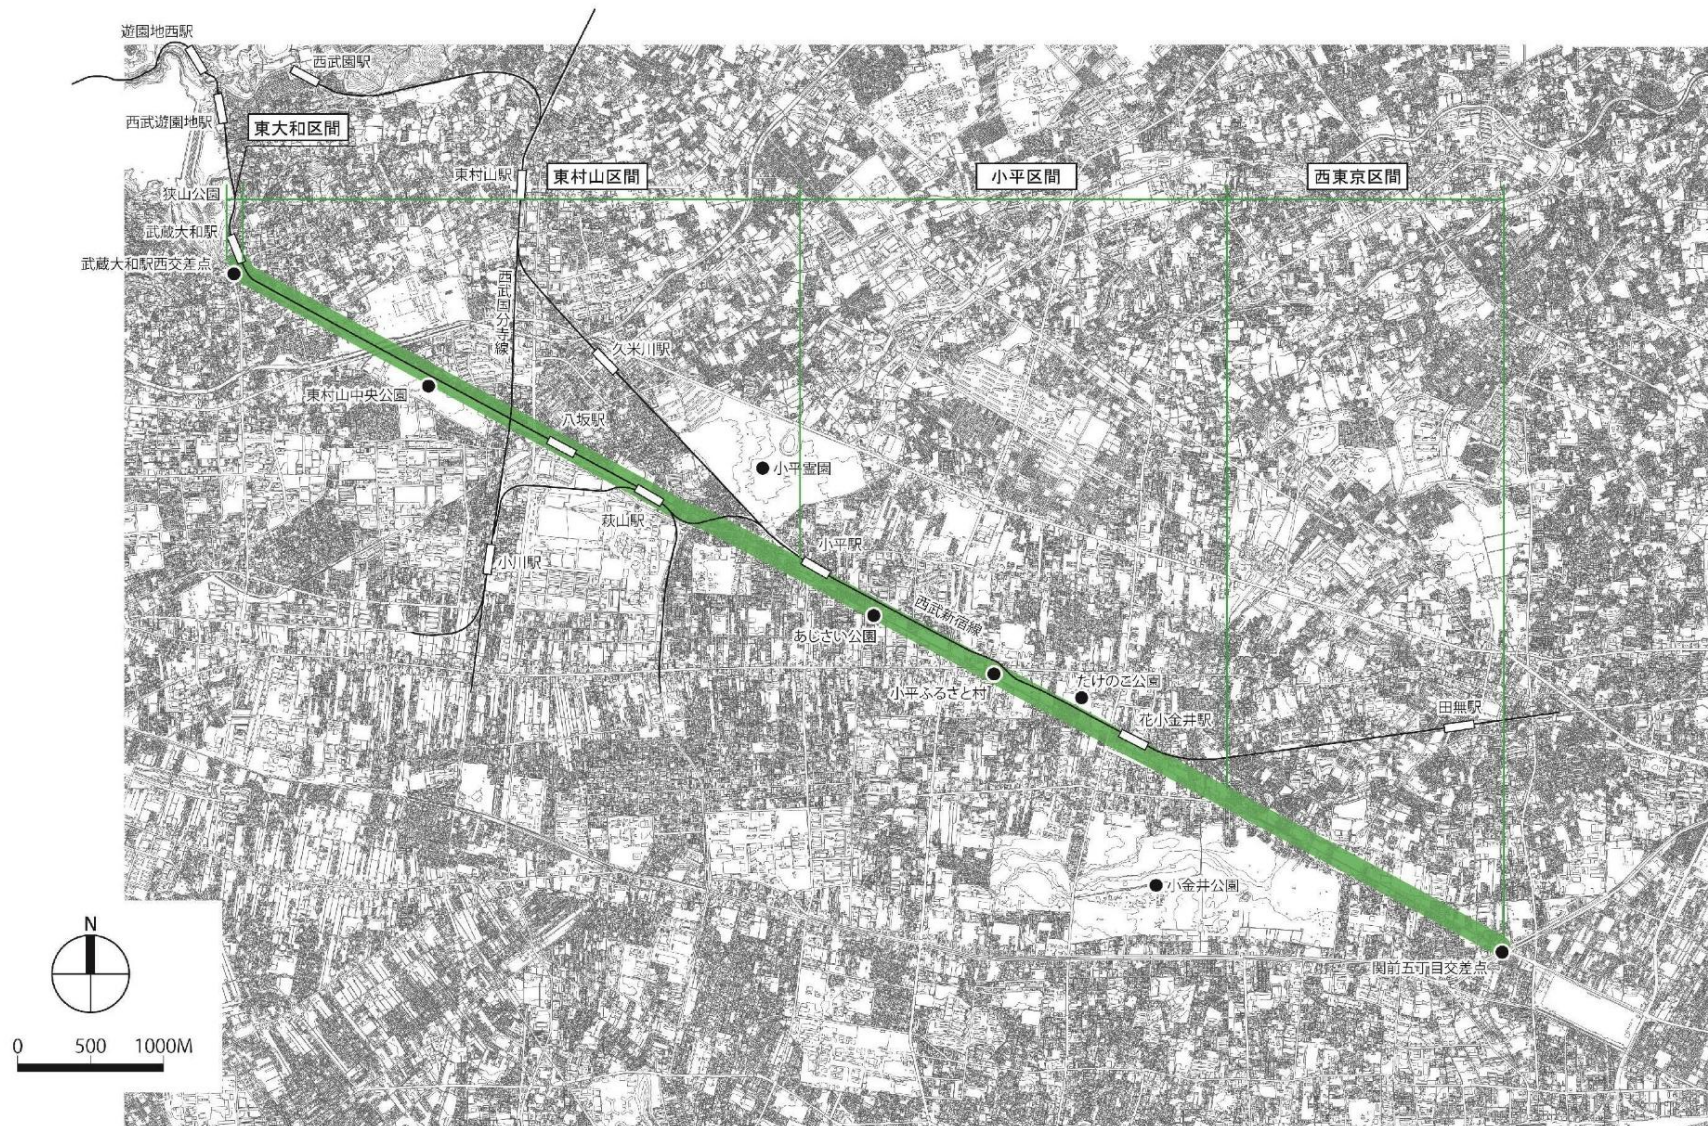 遊園地西駅
西武園駅
西武遊園地駅
東大和区間
東村山駅
東村山区間
小平区間
西東京区間
狭山公園
武蔵大和駅
武蔵大和駅西交差点
西武国分寺線
久米川駅
東村山中央公園
八坂駅
小平霊園
萩山駅
小川駅
小平駅
西武新宿線
あじさい公園
小平ふるさと村
たけのこ公園
花小金井駅
田無駅
小金井公園
関前五丁目交差点
N
0 500 1000M